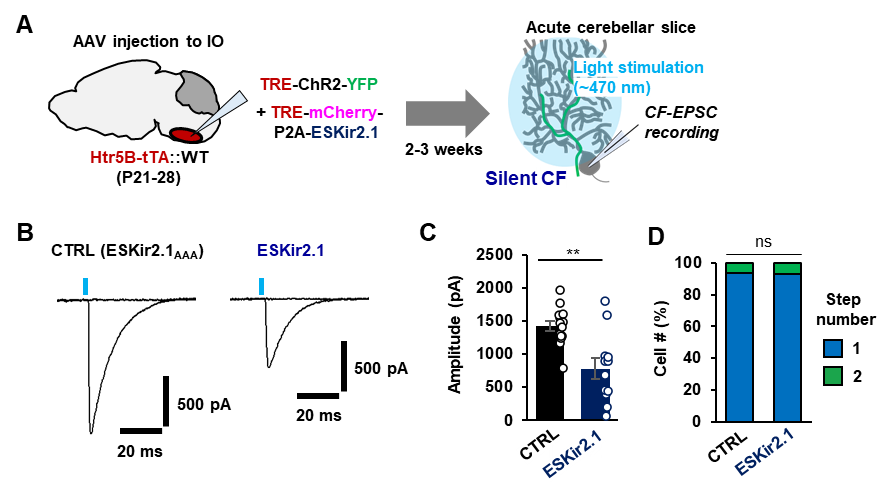 A
AAV injection to IO
TRE-ChR2-YFP
+ TRE-mCherry-
P2A-ESKir2.1
Htr5B-tTA::WT
(P21-28)
2-3 weeks
Acute cerebellar slice
Light stimulation
(~470 nm)
CF-EPSC
recording
Silent CF
B
CTRL (ESKir2.1AAA)
ESKir2.1
500 pA
20 ms
500 pA
20 ms
C
Amplitude (pA)
2500
2000
1500
1000
500
0
**
CTRL
ESKir2.1
D
Cell # (%)
100
80
60
40
20
0
ns
CTRL
ESKir2.1
Step
number
1
2